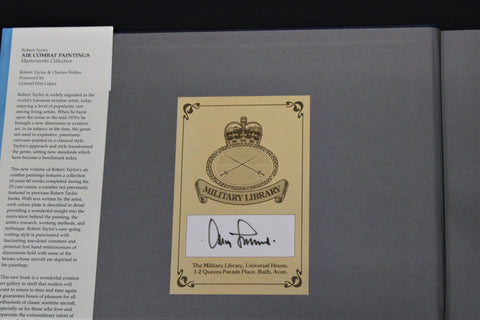 Robert Taylor
AIR COMBAT PAINTINGS
Masterworks Collection
Robert Taylor & Charles Walker
Foreword by
Colonel Don Lopez
Robert Taylor is widely regarded as the
world's foremost aviation artist, today
enjoying a level of popularity rare
among living artists. When he burst
upon the scene in the mid-1970's he
brought a new dimension to aviation
art, in its infancy at the time; the genre
not used to expansive, panoramic
canvases painted in a classical style.
Taylor's approach and style transformed
the genre, setting new standards which
have become a benchmark today.
This new volume of Robert Taylor's air
combat paintings features a collection
of some 60 works completed during his
25 year career, a number not previously
featured in previous Robert Taylor
books. With text written by the artist,
each colour plate is described in detail
providing a wonderful insight into the
motivation behind the painting, the
artist's research, working methods, and
technique. Robert Taylor's easy-going
writing style is punctuated with
fascinating anecdotal comment and
personal first hand reminiscences of
discussions held with some of the
heroes whose aircraft are depicted in
his paintings.
This new book is a wonderful aviation
art gallery in itself that readers will
want to return to time and time again
guarantees hours of pleasure for all
enthusiasts of classic wartime aircraft,
especially so for those who love and
appreciate the extraordinary talent of
MILITARY LIBRARY
The Military Library, Universal House,
1-2 Queens Parade Place, Bath, Avon.